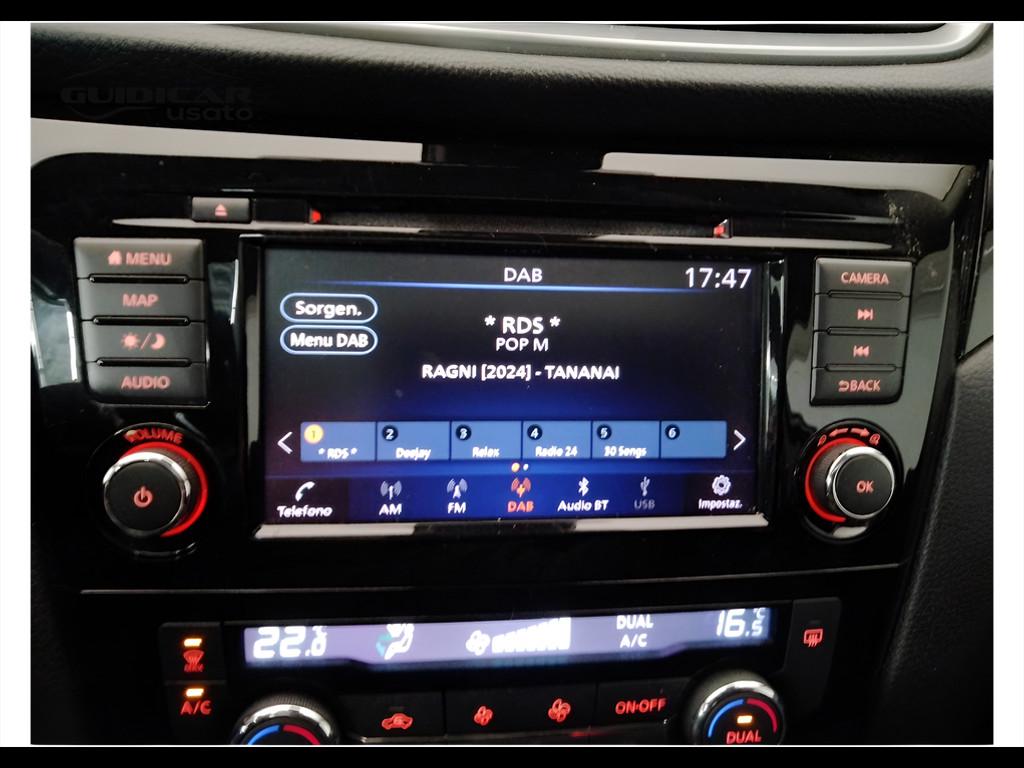 GUIDICAR
usato
MENU
MAP
AUDIO
VOLUME
DAB
17:47
Sorgen.
Menu DAB
* RDS *
POP M
RAGNI [2024] - TANANAI
1
* RDS *
2
Deejay
3
Relax
4
Radio 24
5
30 Songs
6
Telefono
AM
FM
DAB
Audio BT
USB
Impostaz.
CAMERA
BACK
OK
22.0°C
DUAL
A/C
16.5°C
A/C
ON·OFF
DUAL